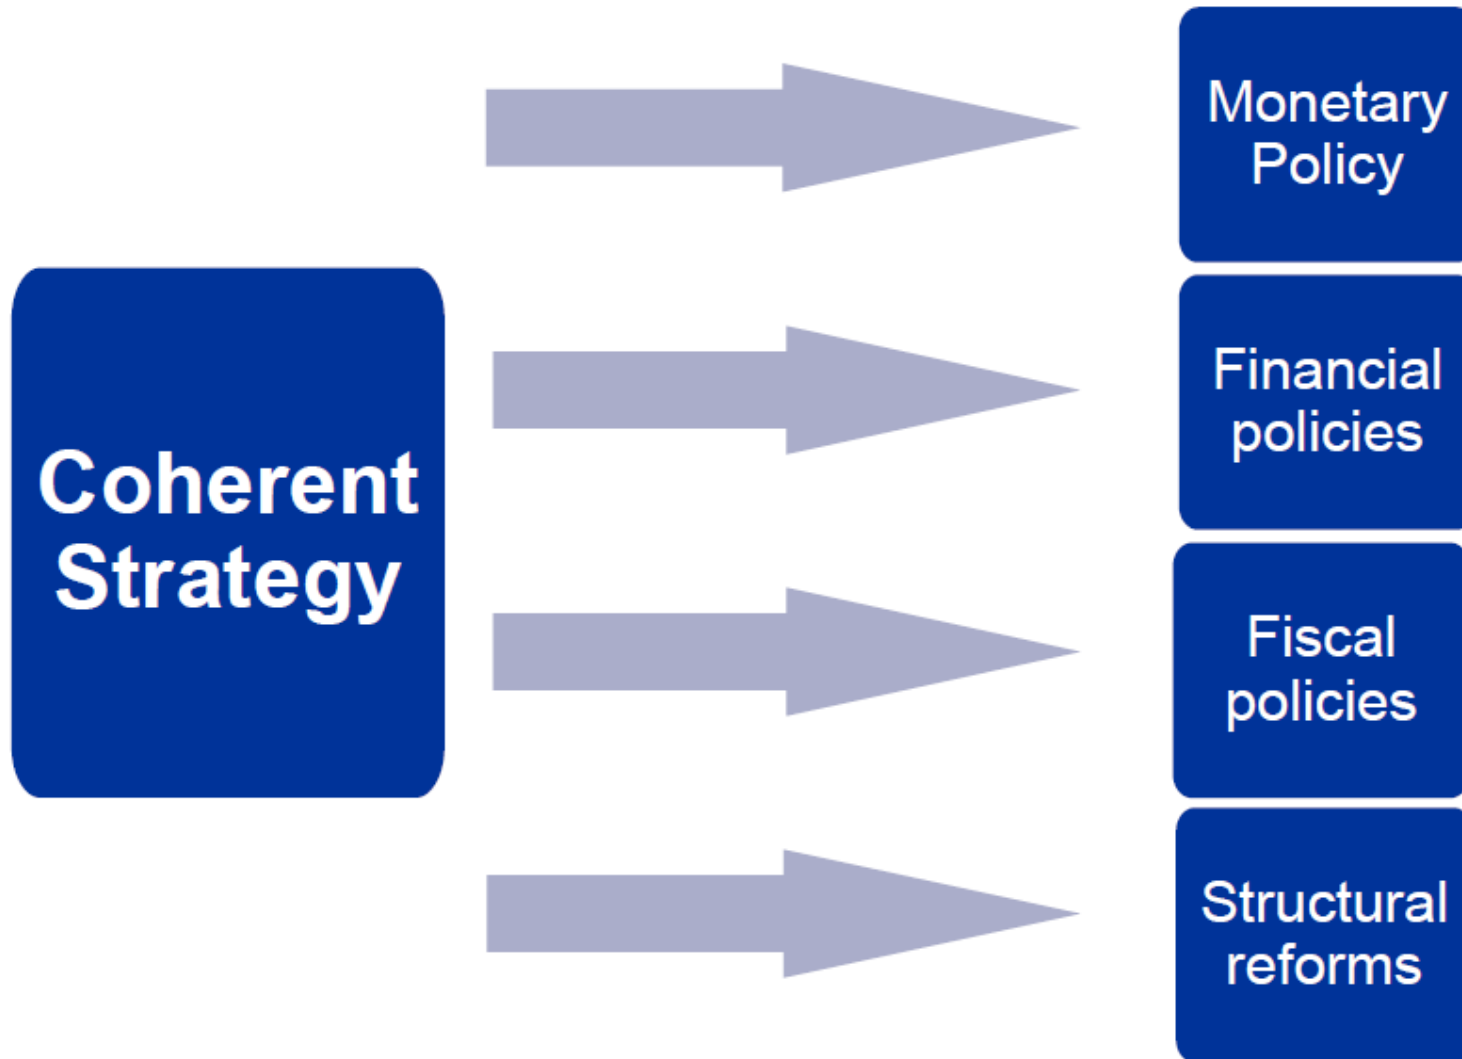 Coherent
Strategy
Monetary
Policy
Financial
policies
Fiscal
policies
Structural
reforms